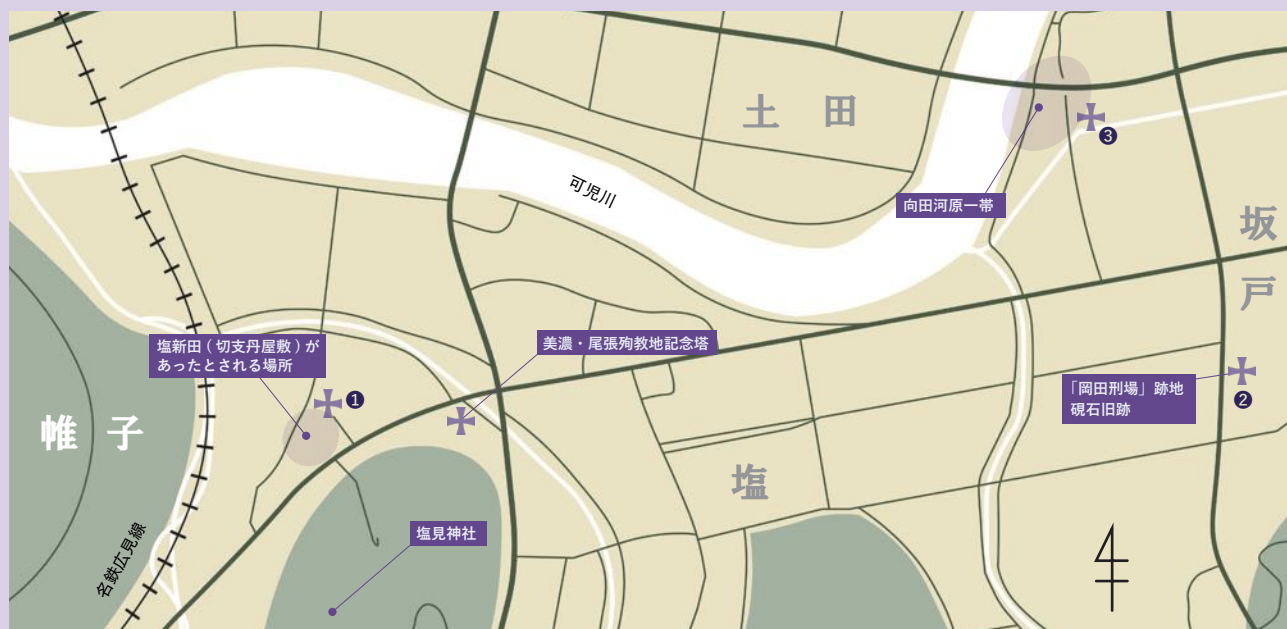 土田
❸
可児川
向田河原一帯
坂戸
塩新田(切支丹屋敷)が
あったとされる場所
美濃・尾張殉教地記念塔
❶
「岡田刑場」跡地
硯石旧跡
❷
帷子
塩
塩見神社
名鉄広見線